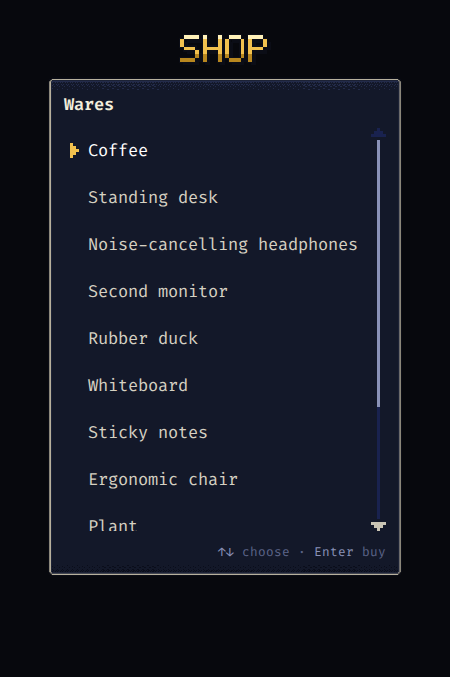 SHOP
Wares
Coffee
Standing desk
Noise-cancelling headphones
Second monitor
Rubber duck
Whiteboard
Sticky notes
Ergonomic chair
Plant
↑↓ choose · Enter buy